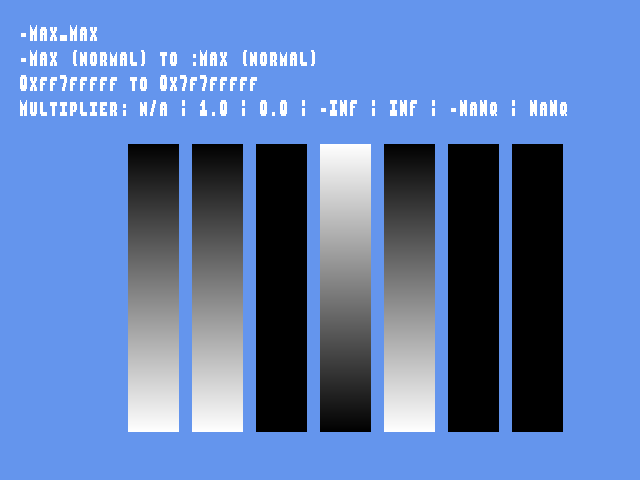 -Max_Max
-Max (normal) to :Max (normal)
0xff7fffff to 0x7f7fffff
Multiplier: n/a | 1.0 | 0.0 | -INF | INF | -NaNq | NaNq